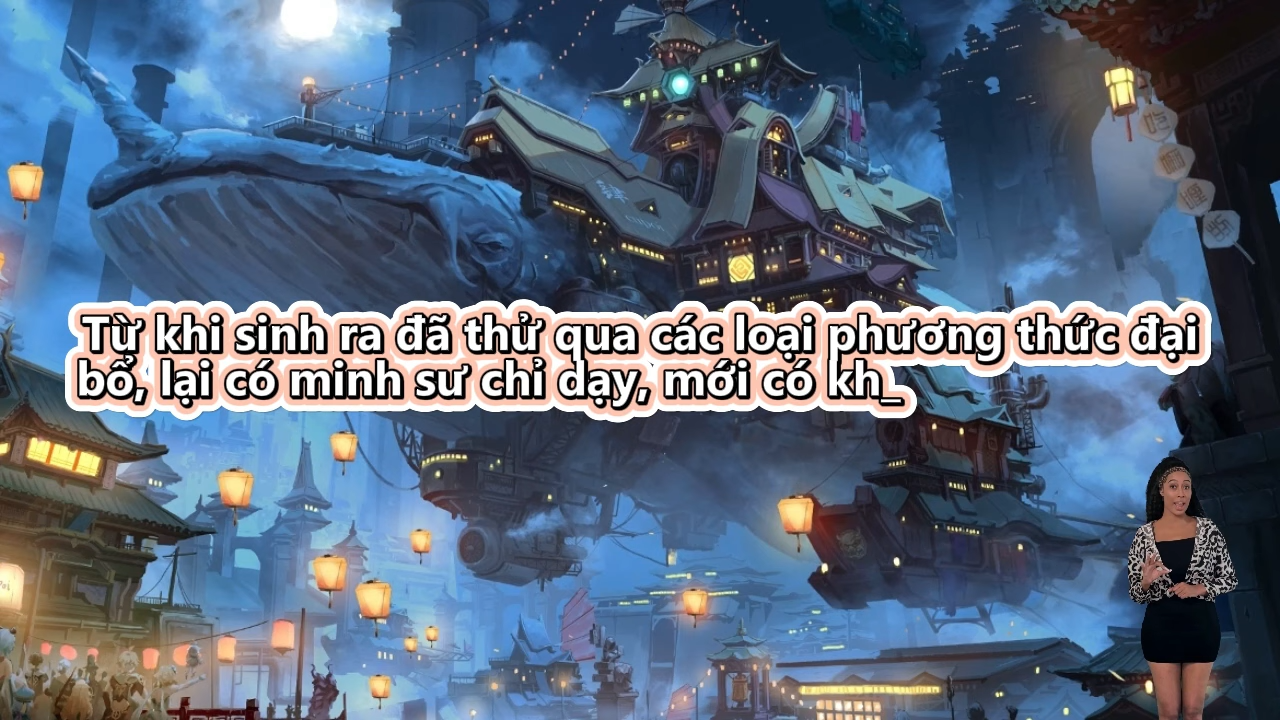 Từ khi sinh ra đã thử qua các loại phương thức đại
bổ, lại có minh sư chỉ dạy, mới có kh_